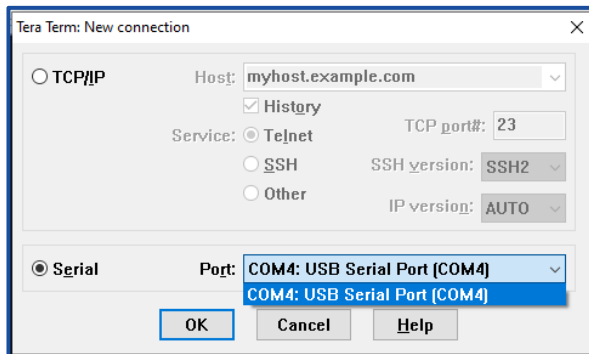 Tera Term: New connection
TCP/IP Host: myhost.example.com
History
Service: Telnet TCP port#: 23
SSH SSH version: SSH2
Other IP version: AUTO
Serial Port: COM4: USB Serial Port (COM4)
COM4: USB Serial Port (COM4)
OK Cancel Help